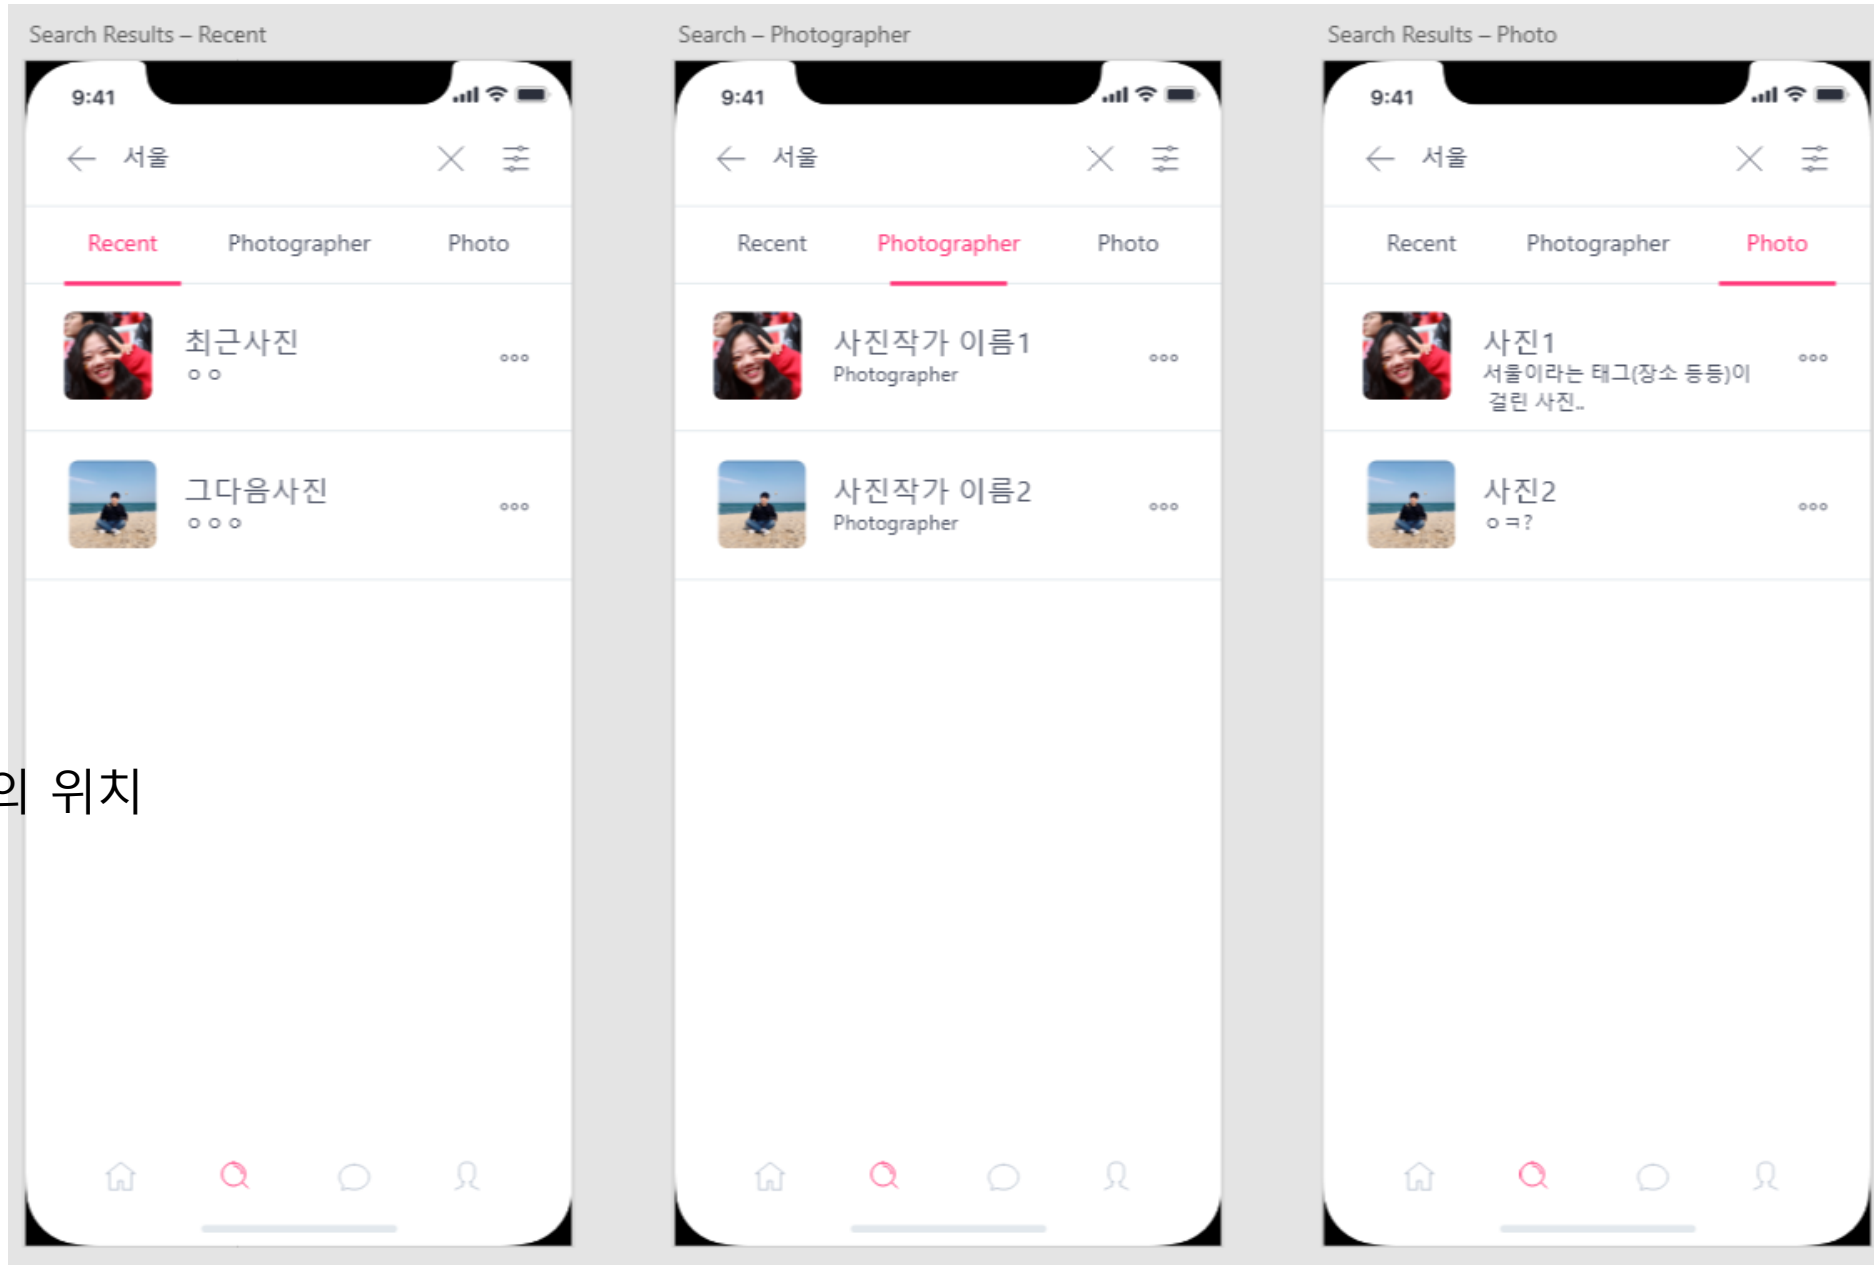 Search Results – Recent
9:41
서울
Recent Photographer Photo
최근사진
ㅇㅇ
그다음사진
ㅇㅇㅇ
의 위치
Search – Photographer
9:41
서울
Recent Photographer Photo
사진작가 이름1
Photographer
사진작가 이름2
Photographer
Search Results – Photo
9:41
서울
Recent Photographer Photo
사진1
서울이라는 태그(장소 등등)이
걸린 사진..
사진2
ㅇㅋ?